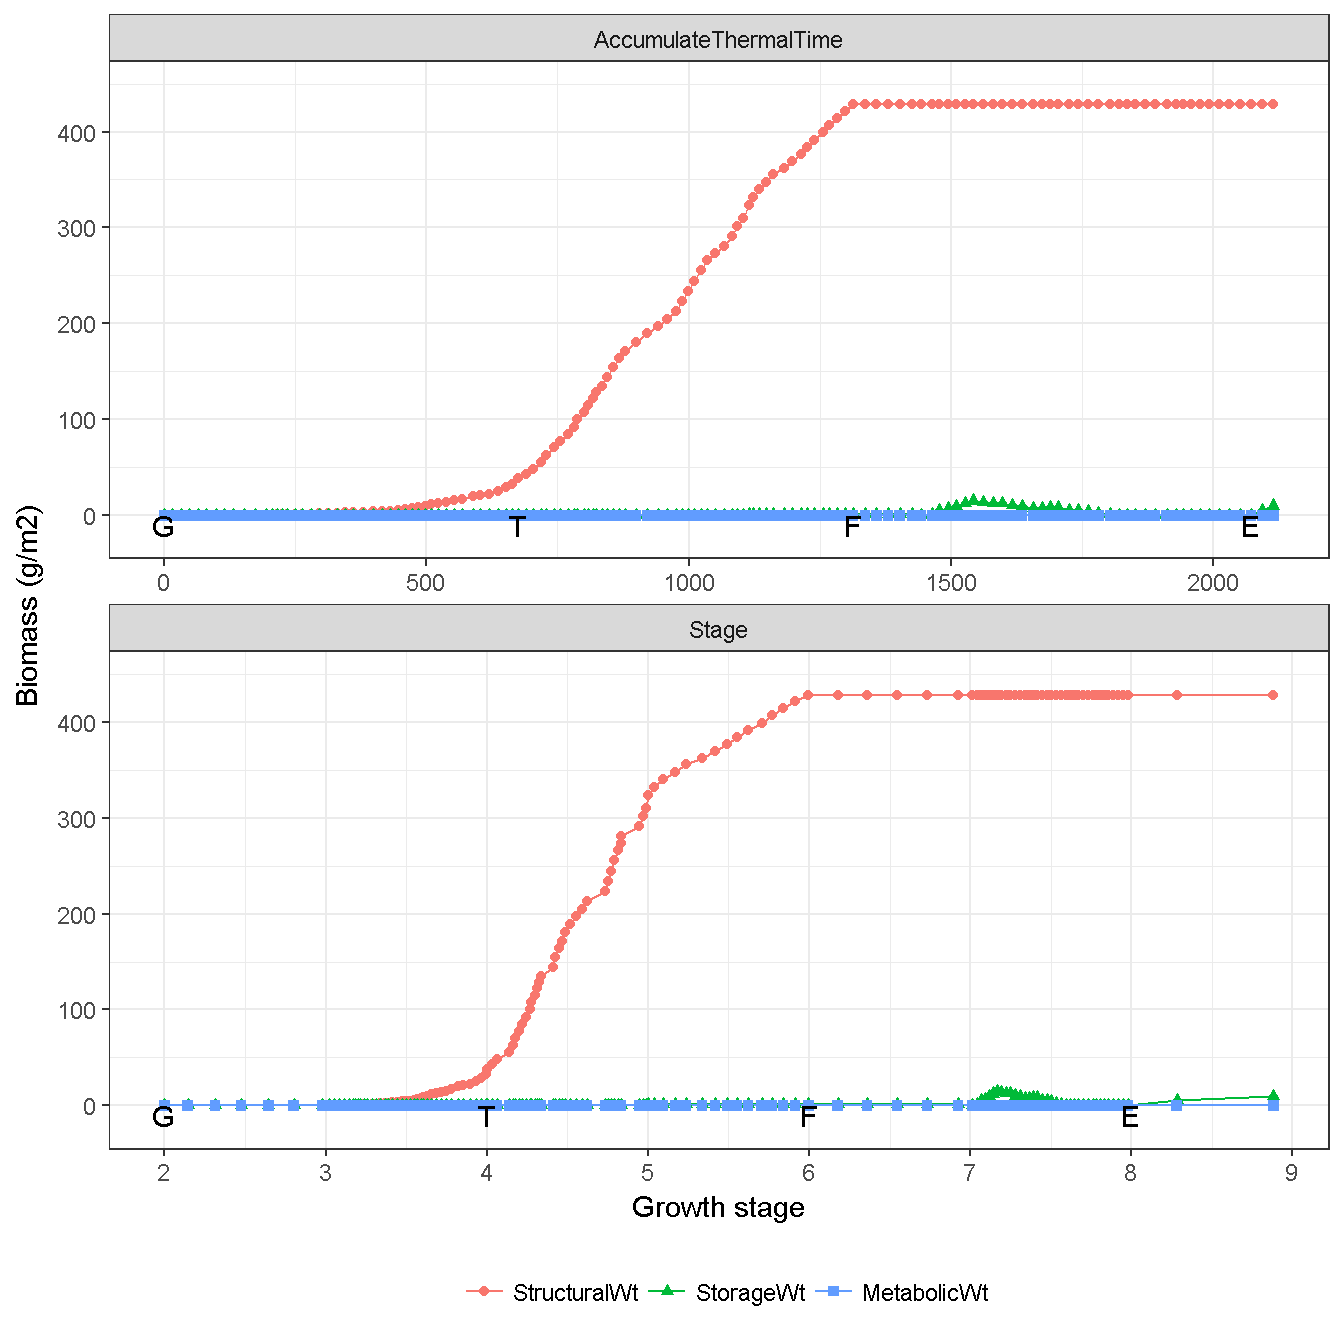 AccumulateThermalTime
400
300
200
100
0
G T F E
0 500 1000 1500 2000
Biomass (g/m2)
Stage
400
300
200
100
0
G T F E
2 3 4 5 6 7 8 9
Growth stage
StructuralWt StorageWt MetabolicWt